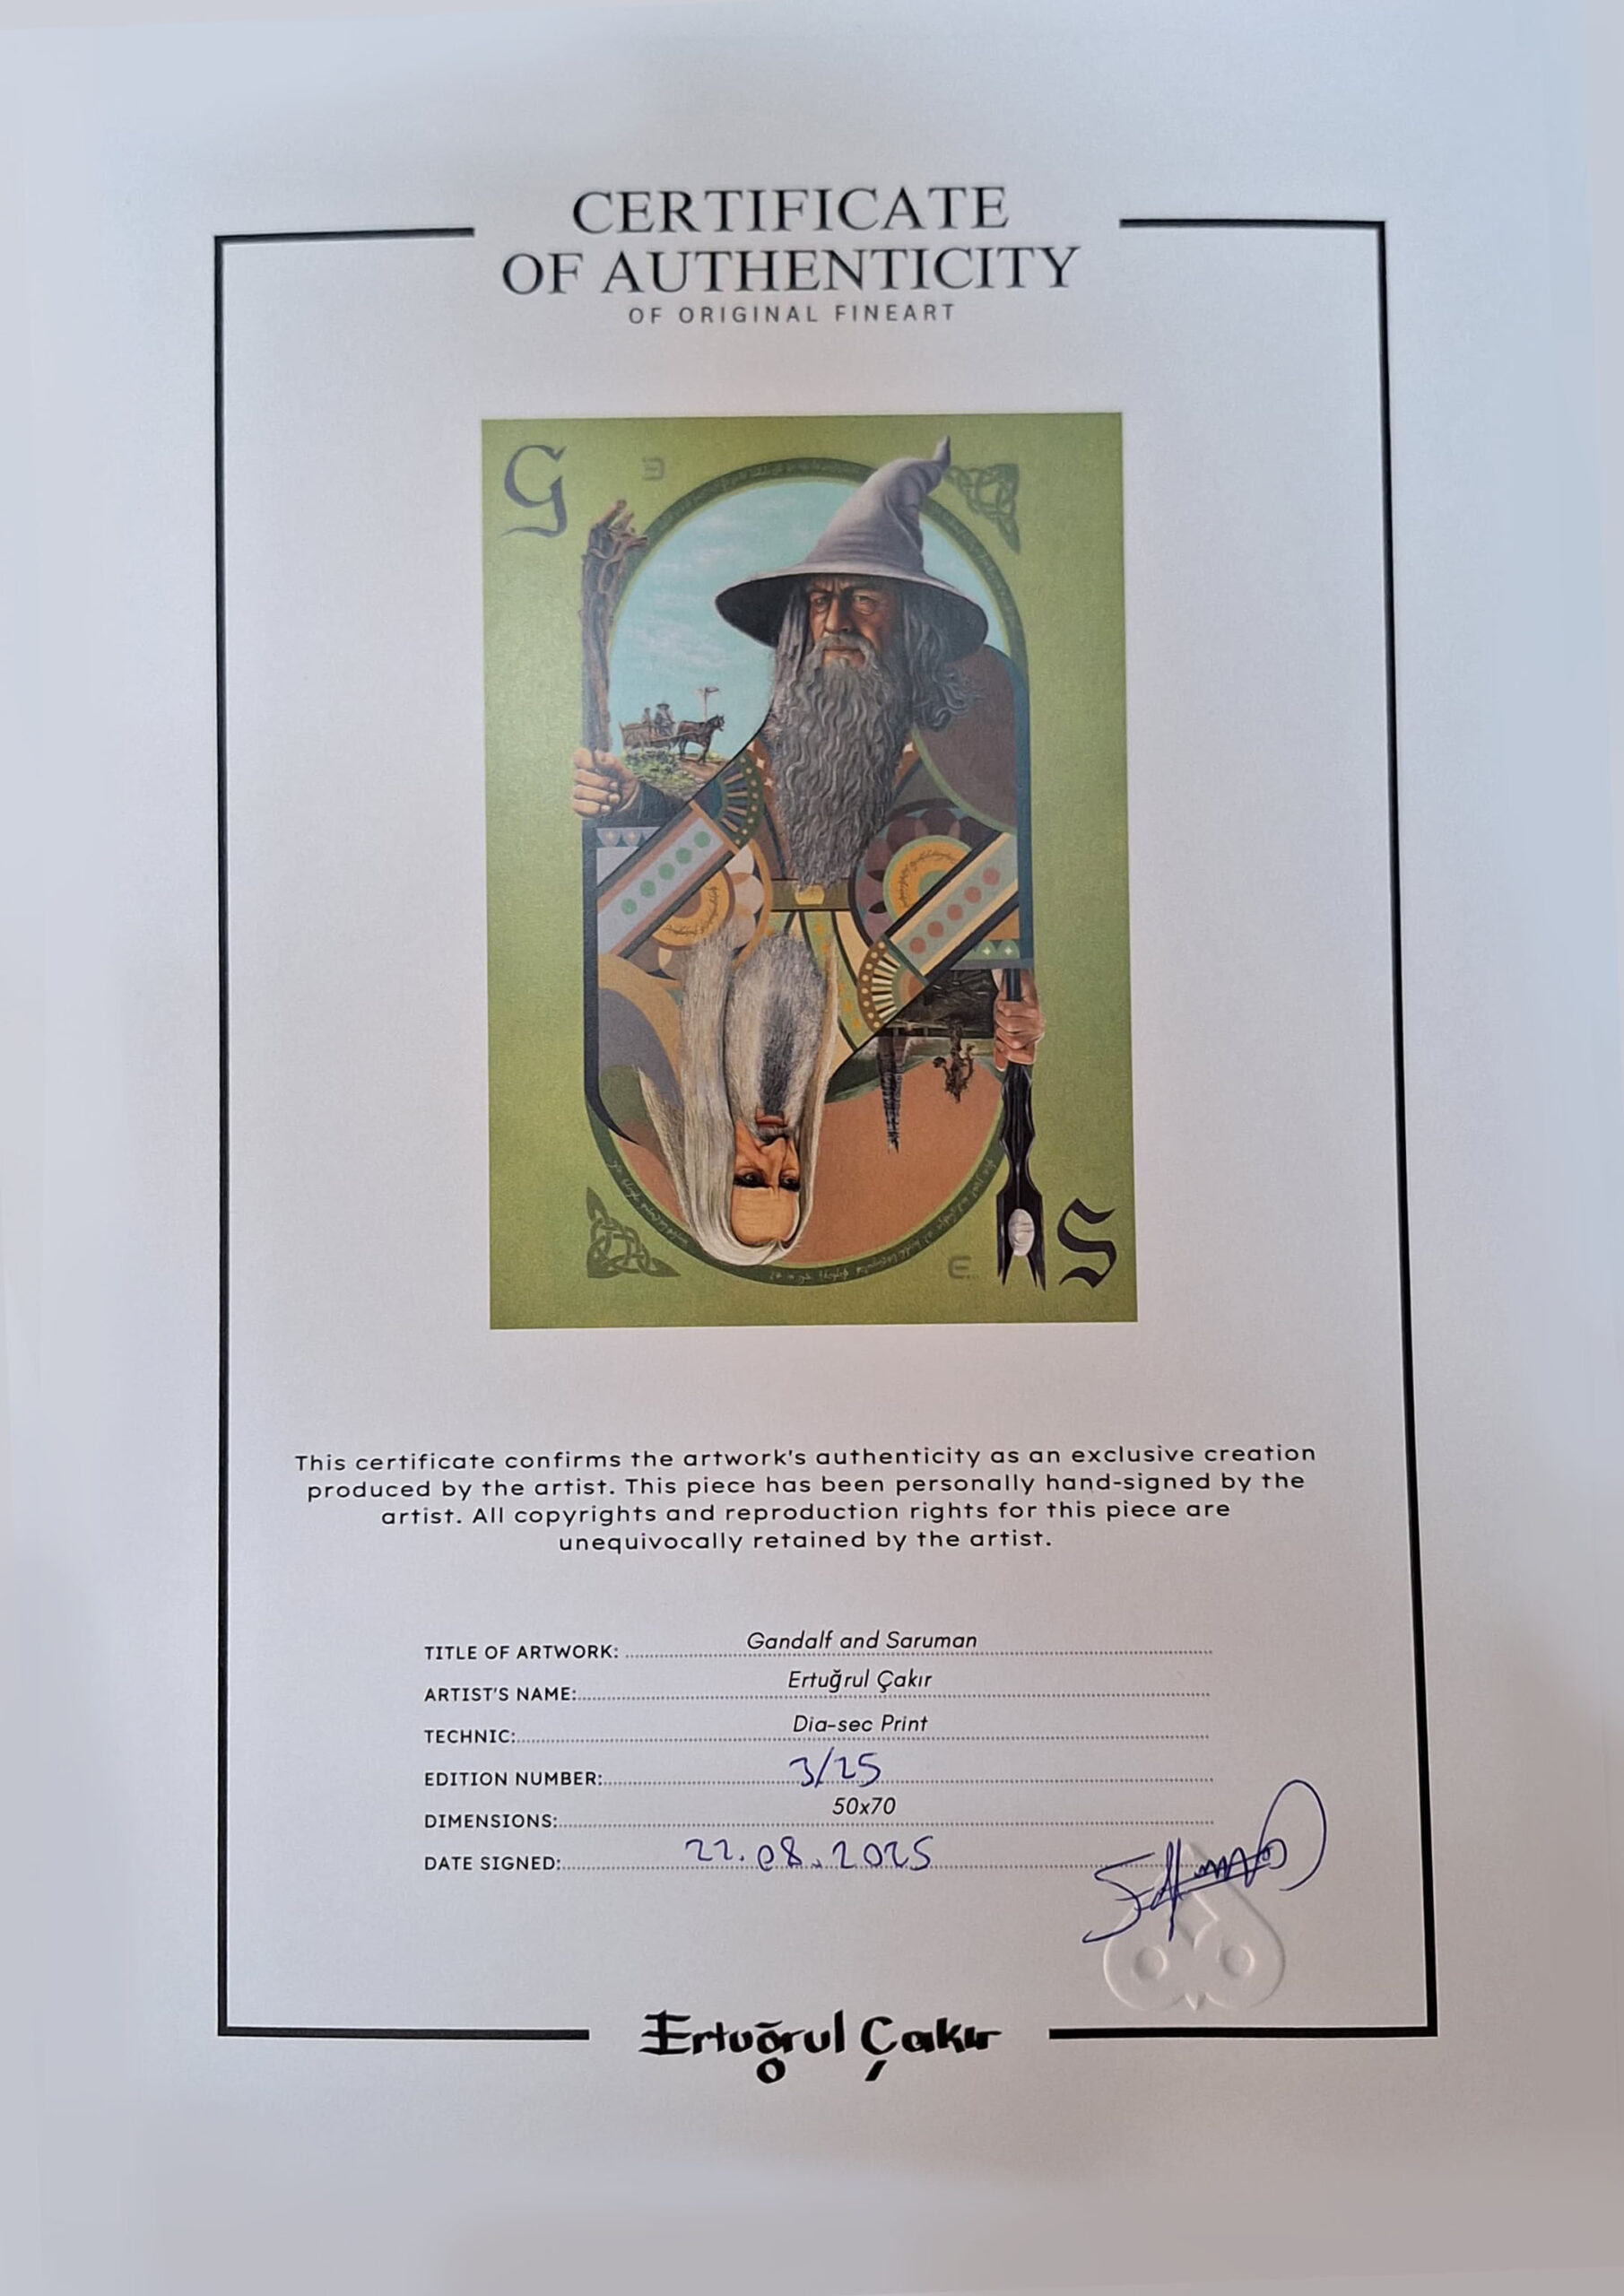 CERTIFICATE
OF AUTHENTICITY
OF ORIGINAL FINEART
G
S
This certificate confirms the artwork's authenticity as an exclusive creation
produced by the artist. This piece has been personally hand-signed by the
artist. All copyrights and reproduction rights for this piece are
unequivocally retained by the artist.
TITLE OF ARTWORK: Gandalf and Saruman
ARTIST'S NAME: Ertuğrul Çakır
TECHNIC: Dia-sec Print
EDITION NUMBER: 3/25
DIMENSIONS: 50x70
DATE SIGNED: 22.08.2025
Ertuğrul Çakır